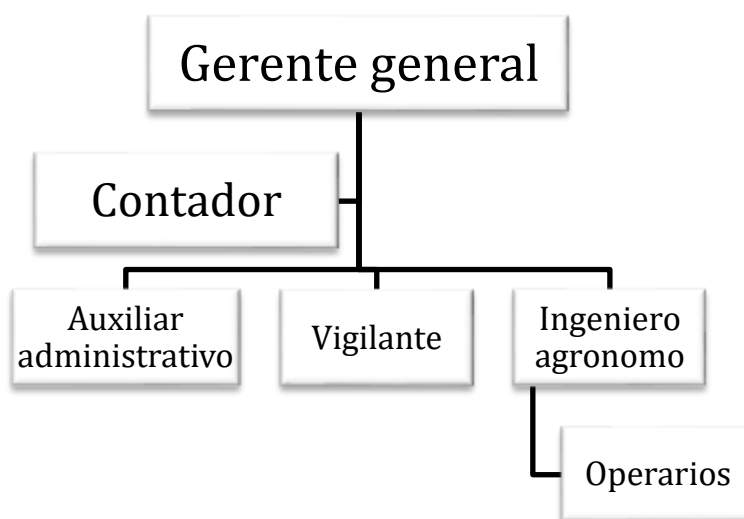 Gerente general
Contador
Auxiliar
administrativo
Vigilante
Ingeniero
agronomo
Operarios